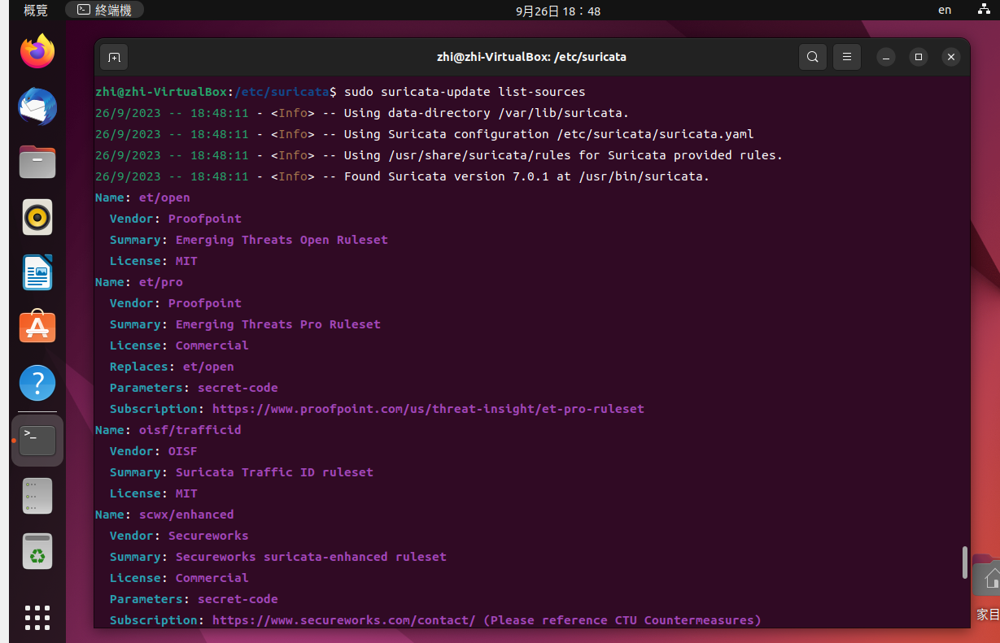 概覽
終端機
9月26日 18：48
en
zhi@zhi-VirtualBox: /etc/suricata
zhi@zhi-VirtualBox:/etc/suricata$ sudo suricata-update list-sources
26/9/2023 -- 18:48:11 - <Info> -- Using data-directory /var/lib/suricata.
26/9/2023 -- 18:48:11 - <Info> -- Using Suricata configuration /etc/suricata/suricata.yaml
26/9/2023 -- 18:48:11 - <Info> -- Using /usr/share/suricata/rules for Suricata provided rules.
26/9/2023 -- 18:48:11 - <Info> -- Found Suricata version 7.0.1 at /usr/bin/suricata.
Name: et/open
  Vendor: Proofpoint
  Summary: Emerging Threats Open Ruleset
  License: MIT
Name: et/pro
  Vendor: Proofpoint
  Summary: Emerging Threats Pro Ruleset
  License: Commercial
  Replaces: et/open
  Parameters: secret-code
  Subscription: https://www.proofpoint.com/us/threat-insight/et-pro-ruleset
Name: oisf/trafficid
  Vendor: OISF
  Summary: Suricata Traffic ID ruleset
  License: MIT
Name: scwx/enhanced
  Vendor: Secureworks
  Summary: Secureworks suricata-enhanced ruleset
  License: Commercial
  Parameters: secret-code
  Subscription: https://www.secureworks.com/contact/ (Please reference CTU Countermeasures)
家目